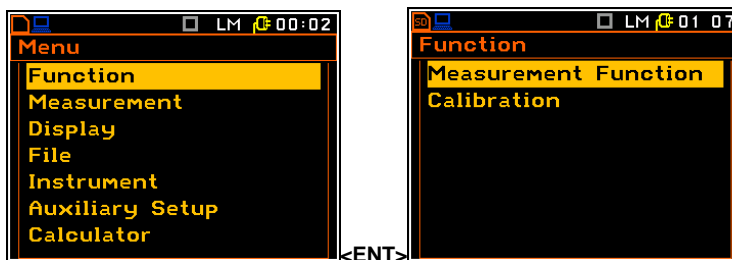 LM 00:02
Menu
Function
Measurement
Display
File
Instrument
Auxiliary Setup
Calculator
<ENT>
SD LM 01 07
Function
Measurement Function
Calibration